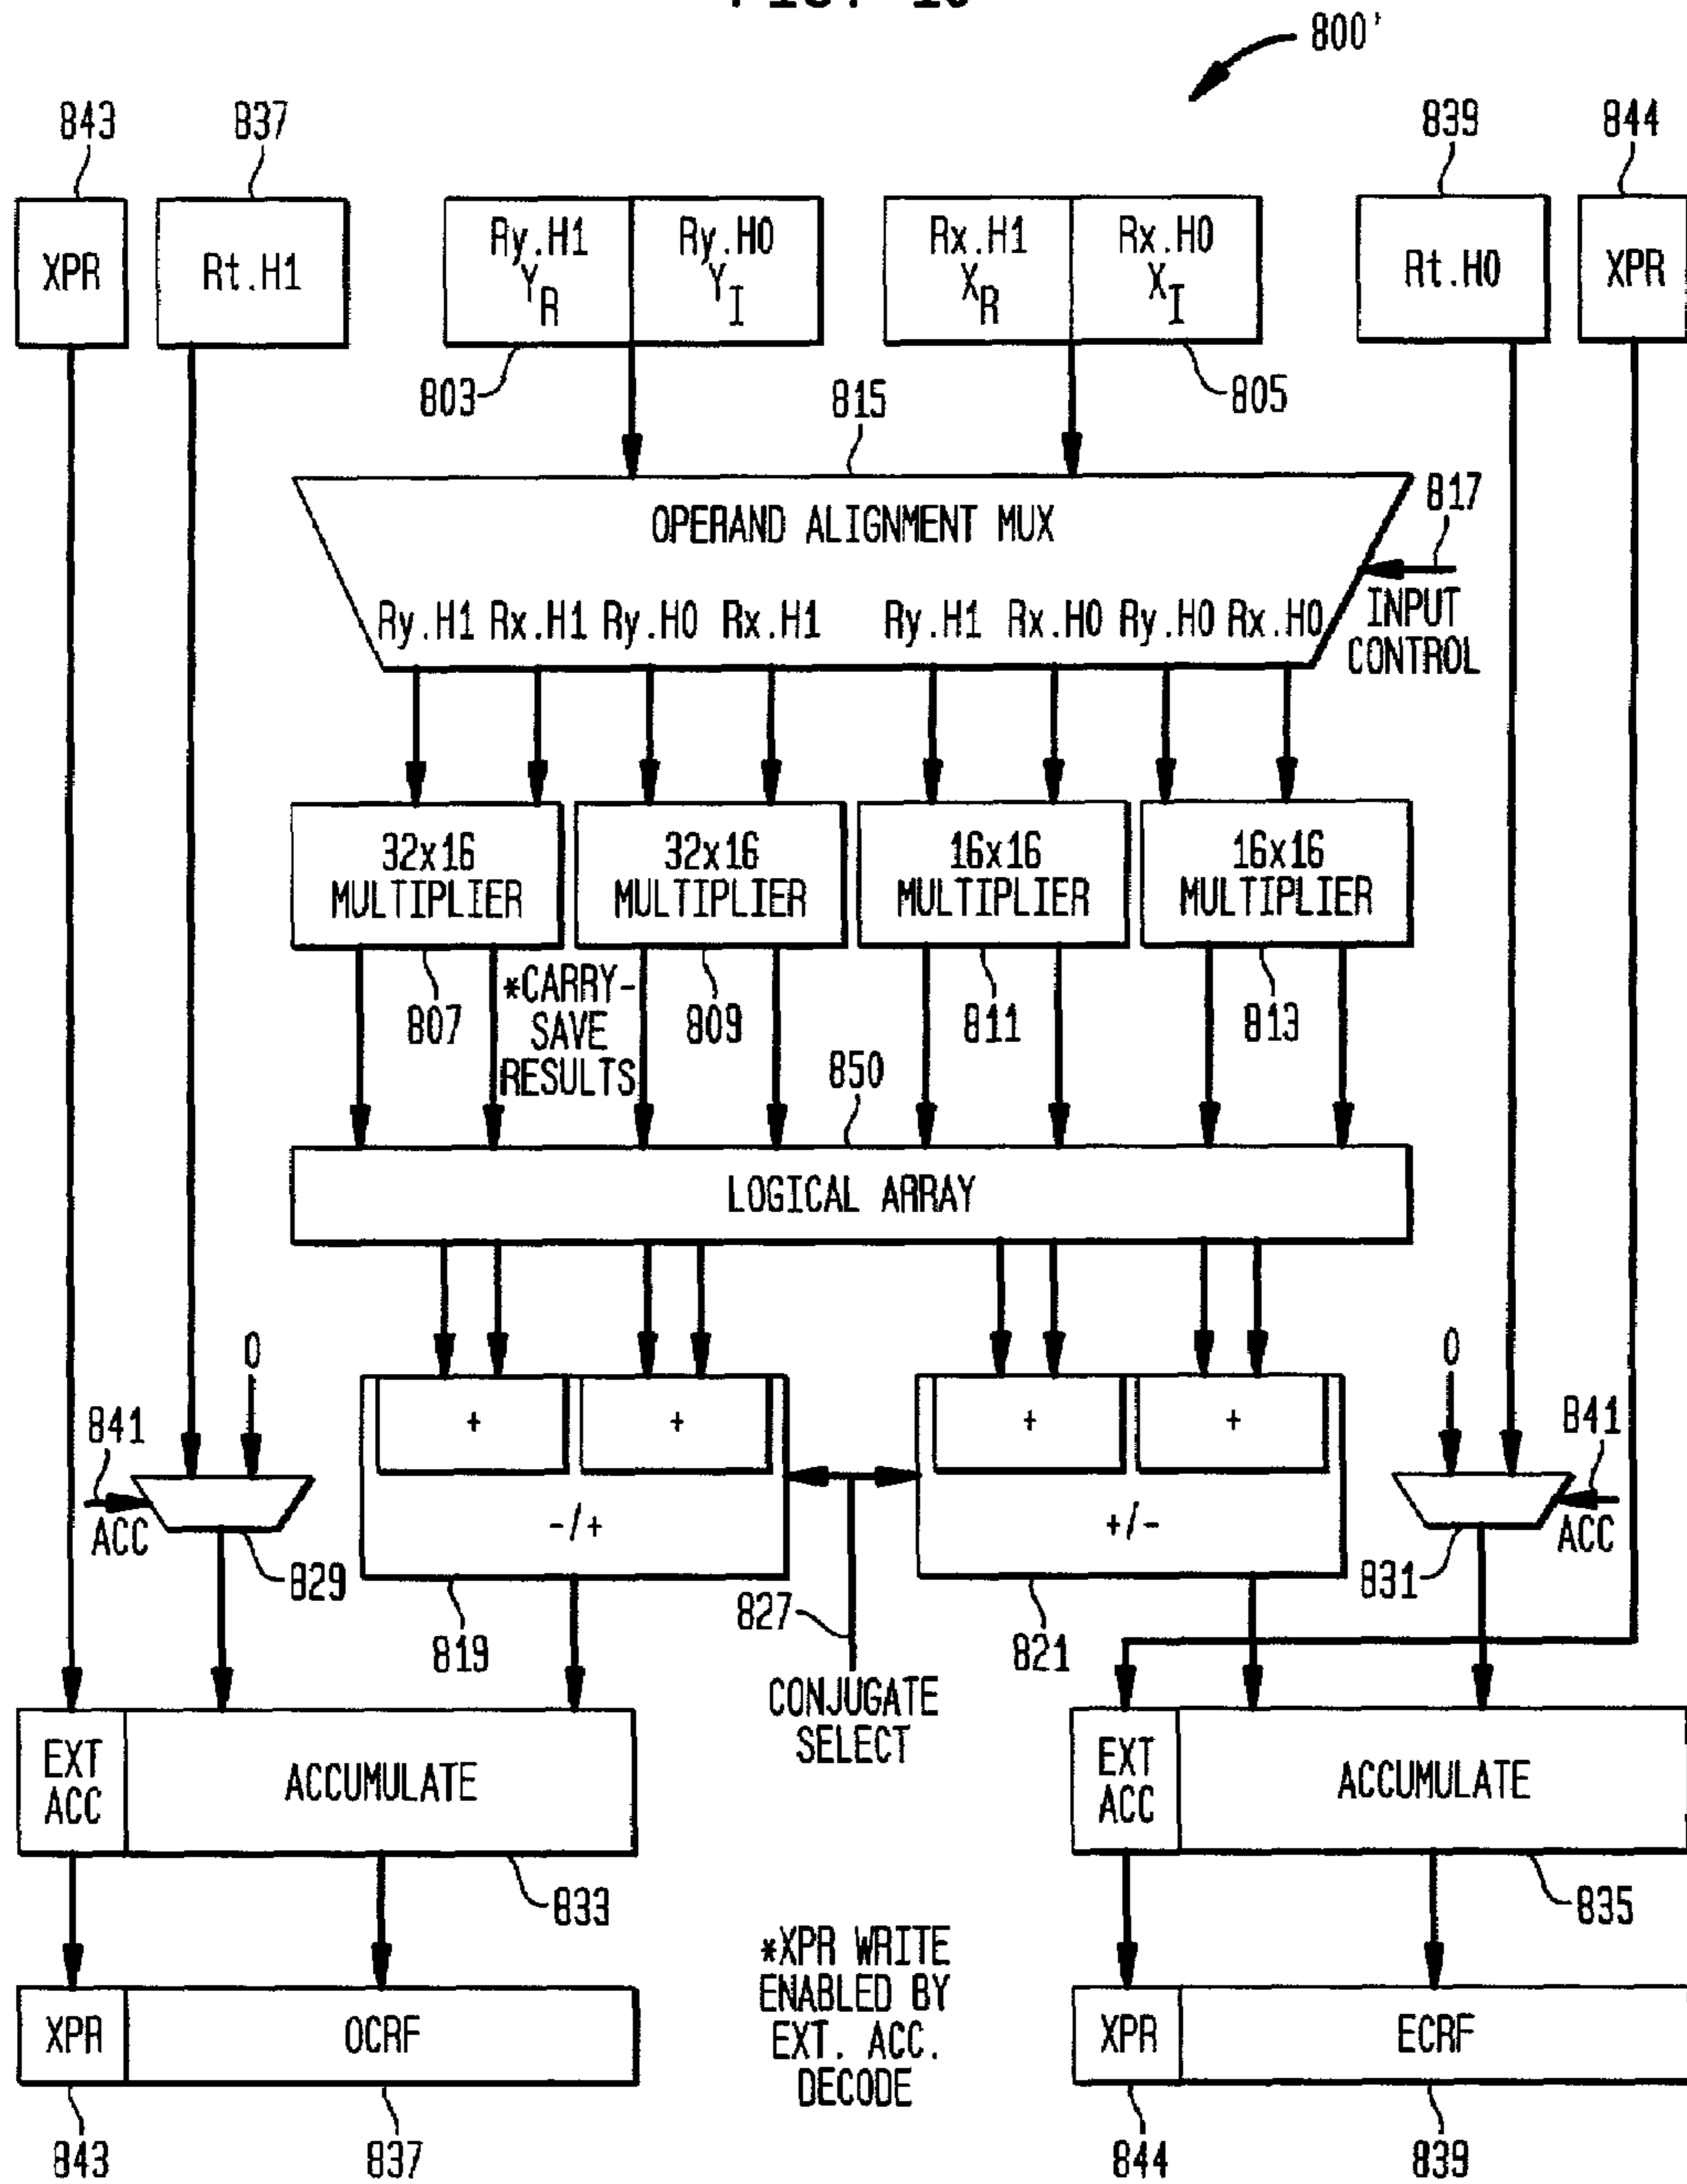 800'
843
837
839
844
XPR
Rt.H1
Ry.H1
YR
Ry.H0
YI
Rx.H1
XR
Rx.H0
XI
Rt.H0
XPR
803
815
805
817
OPERAND ALIGNMENT MUX
INPUT
CONTROL
Ry.H1 Rx.H1 Ry.H0 Rx.H1 Ry.H1 Rx.H0 Ry.H0 Rx.H0
32x16
MULTIPLIER
32x16
MULTIPLIER
16x16
MULTIPLIER
16x16
MULTIPLIER
807
*CARRY-
SAVE
RESULTS
809
811
813
850
LOGICAL ARRAY
0
0
841
ACC
829
+
+
-/+
819
+
+
+/-
821
841
ACC
831
827
CONJUGATE
SELECT
EXT
ACC
ACCUMULATE
833
EXT
ACC
ACCUMULATE
835
*XPR WRITE
ENABLED BY
EXT. ACC.
DECODE
XPR
OCRF
XPR
ECRF
843
837
844
839